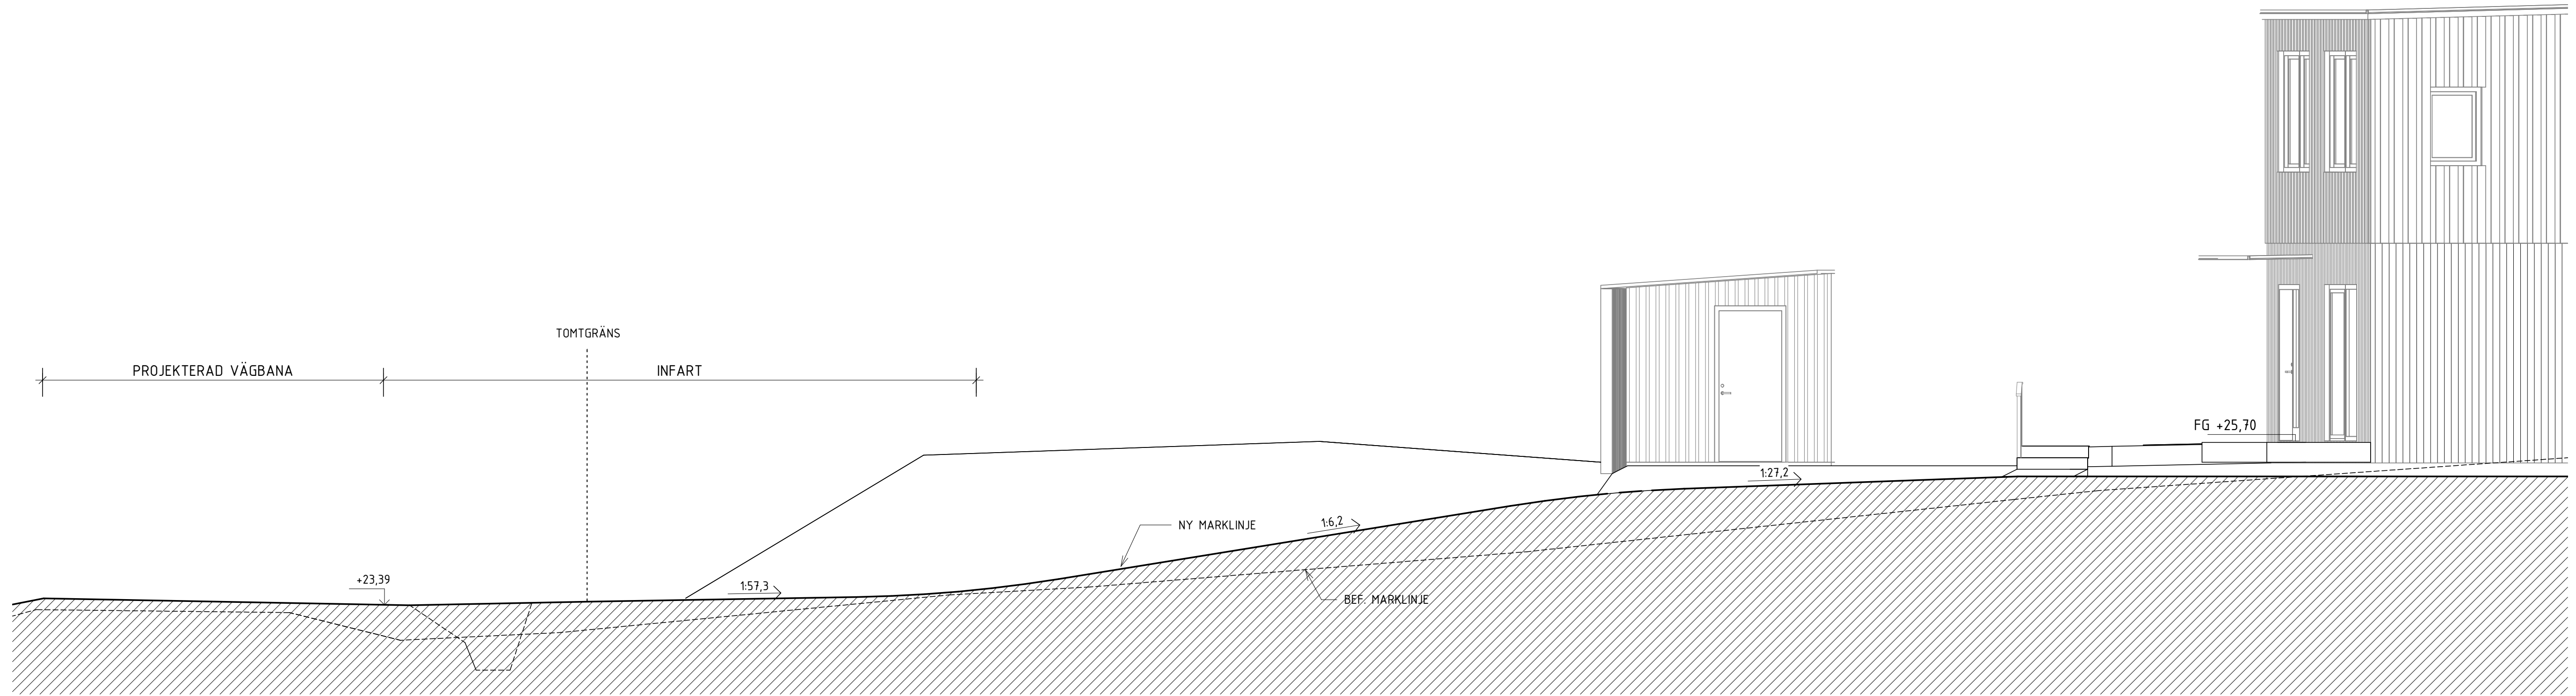 TOMTGRÄNS
PROJEKTERAD VÄGBANA
INFART
FG +25,70
1:27,2
1:6,2
NY MARKLINJE
+23,39
1:57,3
BEF. MARKLINJE